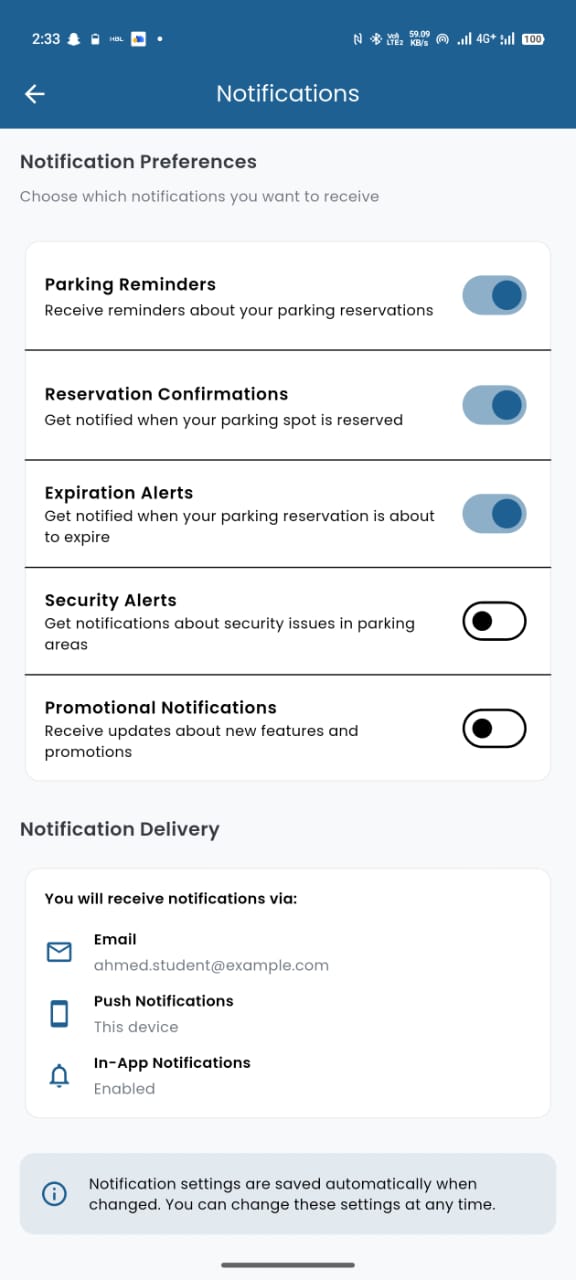 2:33 HBL Vo) LTE2 59.09 KB/s 4G+ 100
Notifications
Notification Preferences
Choose which notifications you want to receive
Parking Reminders
Receive reminders about your parking reservations
Reservation Confirmations
Get notified when your parking spot is reserved
Expiration Alerts
Get notified when your parking reservation is about
to expire
Security Alerts
Get notifications about security issues in parking
areas
Promotional Notifications
Receive updates about new features and
promotions
Notification Delivery
You will receive notifications via:
Email
ahmed.student@example.com
Push Notifications
This device
In-App Notifications
Enabled
Notification settings are saved automatically when
changed. You can change these settings at any time.